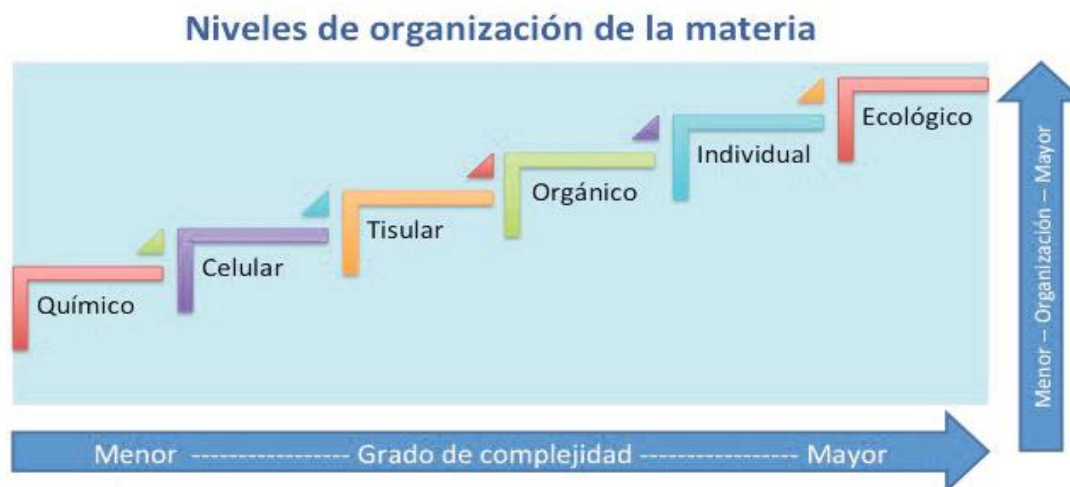 Niveles de organización de la materia
Ecológico
Individual
Orgánico
Tisular
Celular
Químico
Menor – Organización – Mayor
Menor ----------------- Grado de complejidad ----------------- Mayor